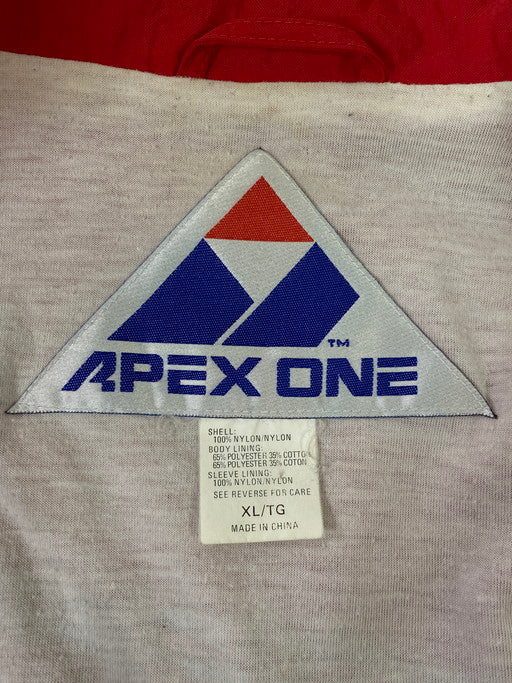 TM
APEX ONE
SHELL:
100% NYLON/NYLON
BODY LINING:
65% POLYESTER 35% COTTON
65% POLYESTER 35% COTON
SLEEVE LINING:
100% NYLON/NYLON
SEE REVERSE FOR CARE
XL/TG
MADE IN CHINA